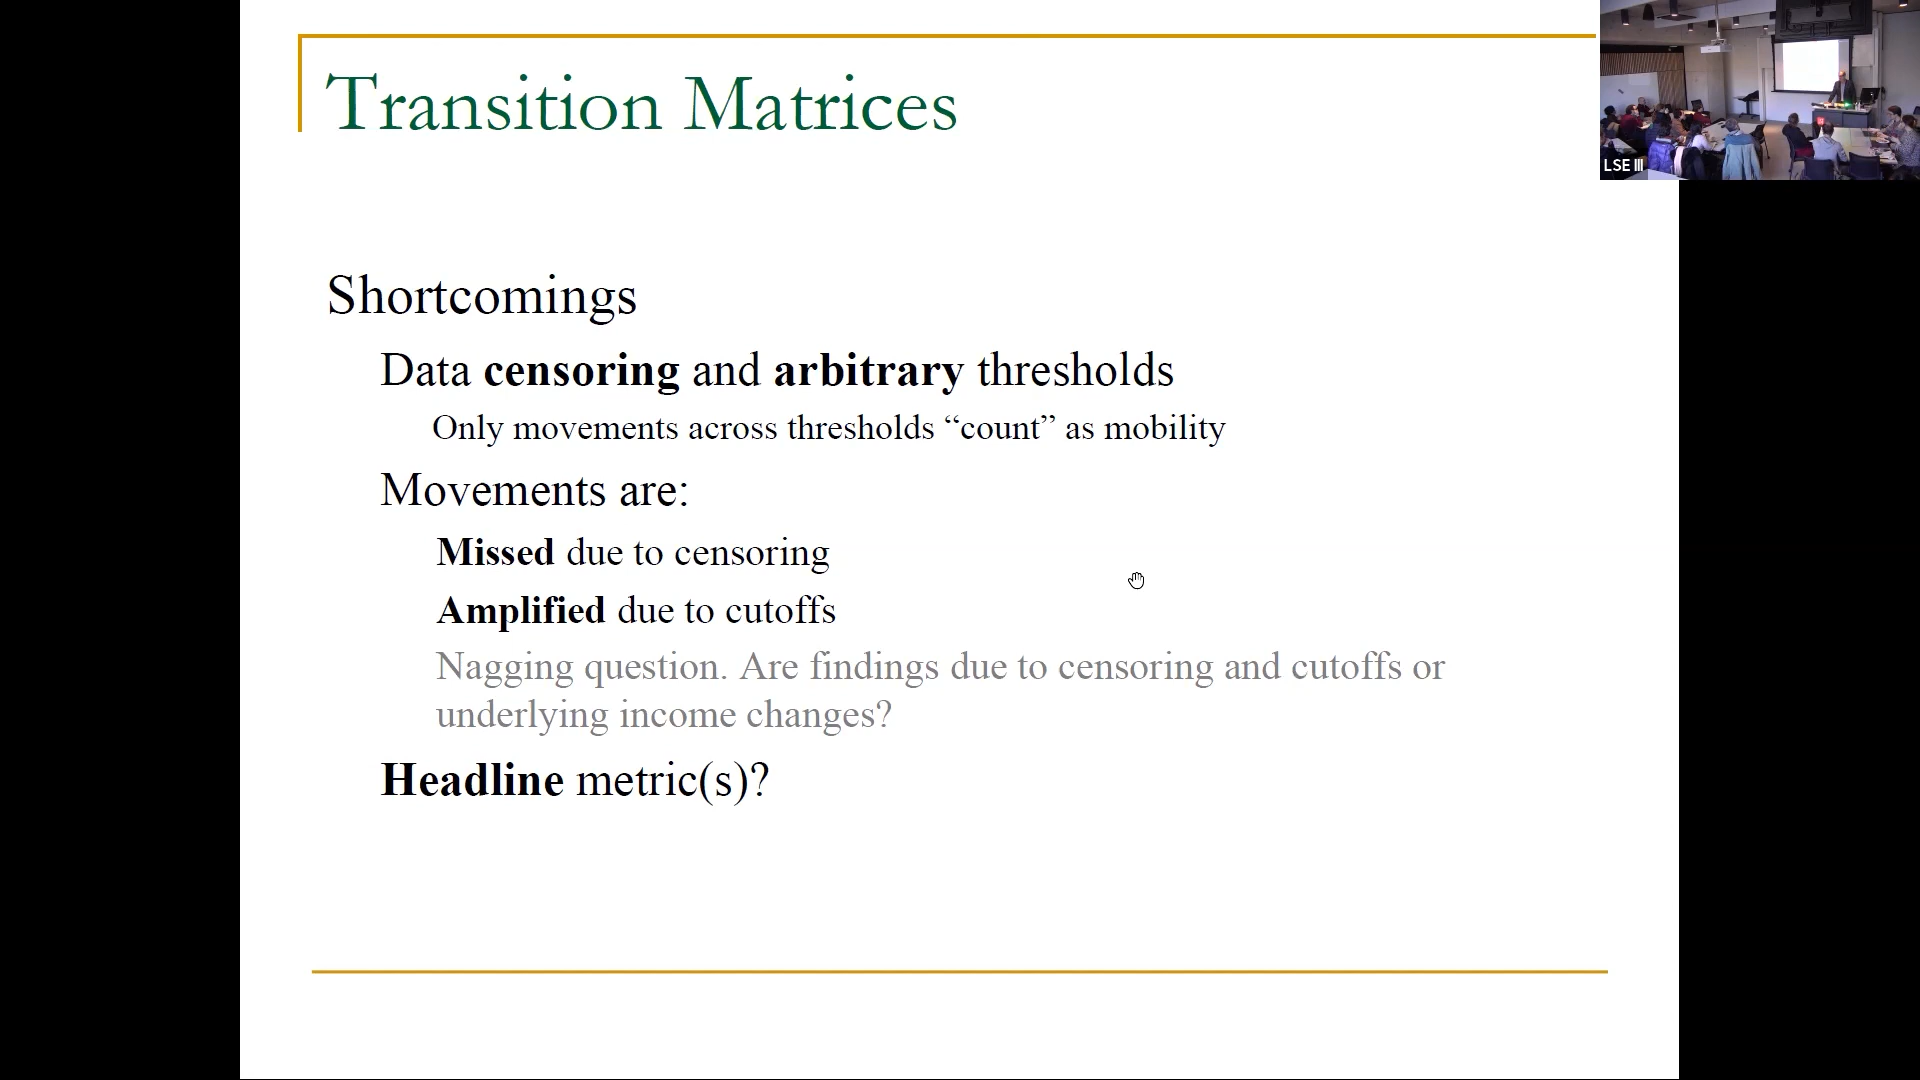 Transition Matrices
LSE III
Shortcomings
Data censoring and arbitrary thresholds
Only movements across thresholds “count” as mobility
Movements are:
Missed due to censoring
Amplified due to cutoffs
Nagging question. Are findings due to censoring and cutoffs or
underlying income changes?
Headline metric(s)?